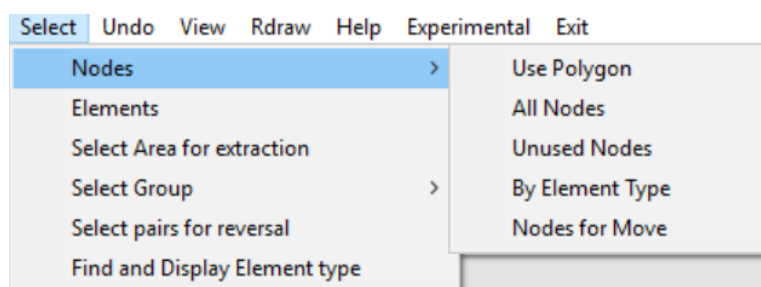 Select Undo View Rdraw Help Experimental Exit
Nodes > Use Polygon
Elements All Nodes
Select Area for extraction Unused Nodes
Select Group > By Element Type
Select pairs for reversal Nodes for Move
Find and Display Element type